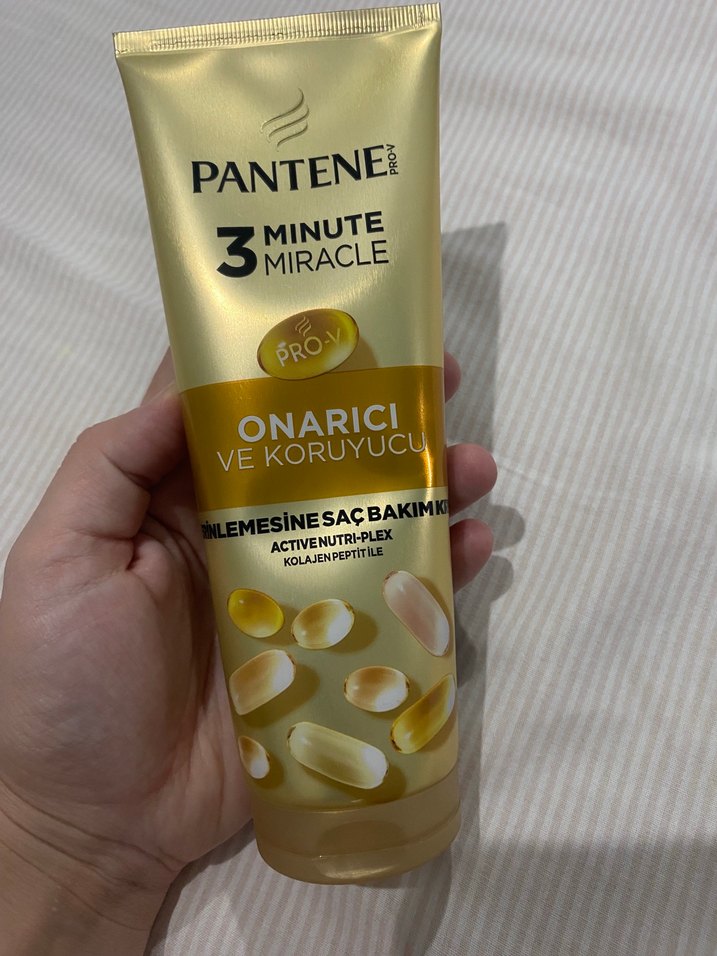 PANTENE
PRO-V
3 MINUTE
MIRACLE
PRO-V
ONARICI
VE KORUYUCU
SAÇ BAKIM
ACTIVE NUTRI-PLEX
KOLAJEN PEPTİT İLE